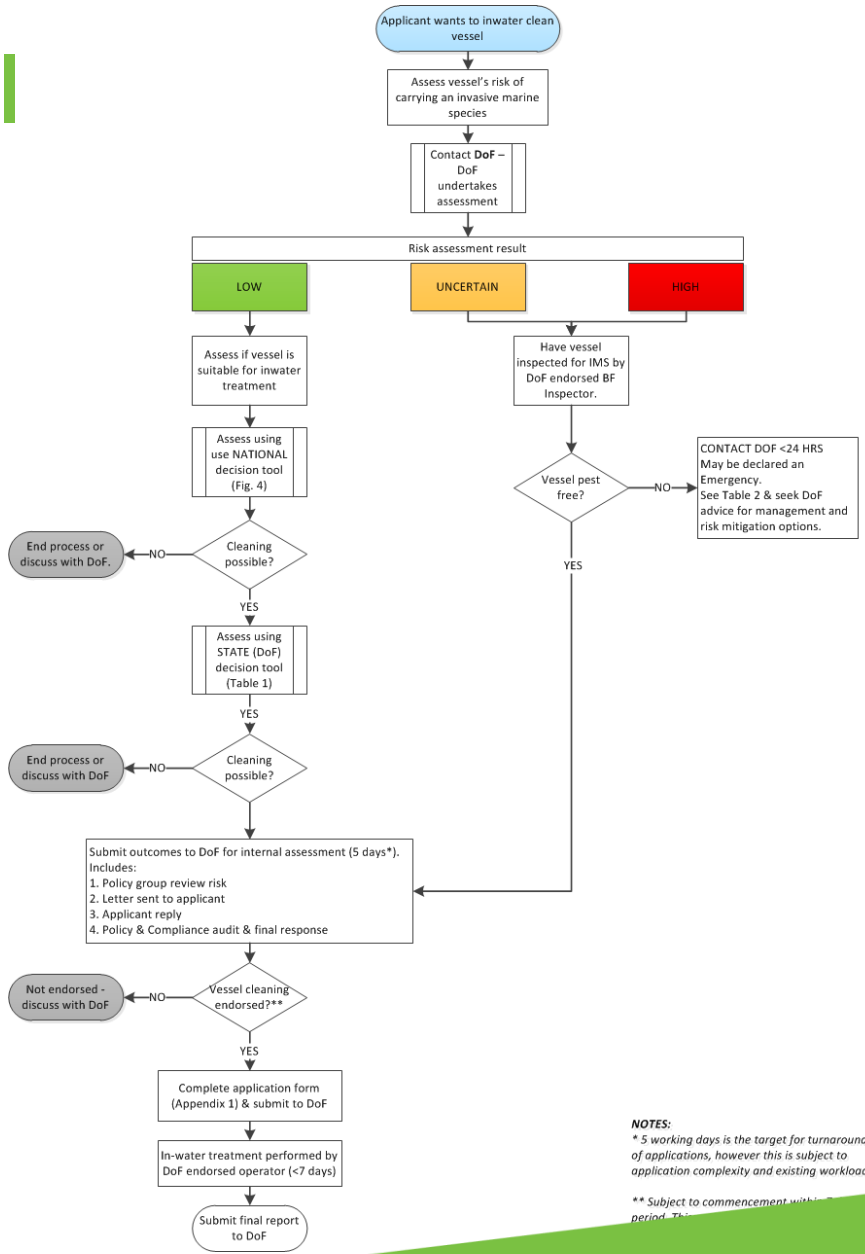 Applicant wants to inwater clean
vessel
Assess vessel's risk of
carrying an invasive marine
species
Contact DoF –
DoF
undertakes
assessment
Risk assessment result
LOW
UNCERTAIN
HIGH
Assess if vessel is
suitable for inwater
treatment
Have vessel
inspected for IMS by
DoF endorsed BF
Inspector.
Assess using
use NATIONAL
decision tool
(Fig. 4)
Vessel pest
free?
NO
CONTACT DOF <24 HRS
May be declared an
Emergency.
See Table 2 & seek DoF
advice for management and
risk mitigation options.
YES
Cleaning
possible?
NO
End process or
discuss with DoF.
YES
Assess using
STATE (DoF)
decision tool
(Table 1)
YES
Cleaning
possible?
NO
End process or
discuss with DoF
Submit outcomes to DoF for internal assessment (5 days*).
Includes:
1. Policy group review risk
2. Letter sent to applicant
3. Applicant reply
4. Policy & Compliance audit & final response
Vessel cleaning
endorsed?**
NO
Not endorsed -
discuss with DoF
YES
Complete application form
(Appendix 1) & submit to DoF
In-water treatment performed by
DoF endorsed operator (<7 days)
Submit final report
to DoF
NOTES:
* 5 working days is the target for turnaround
of applications, however this is subject to
application complexity and existing
** Subject to commencement
period.